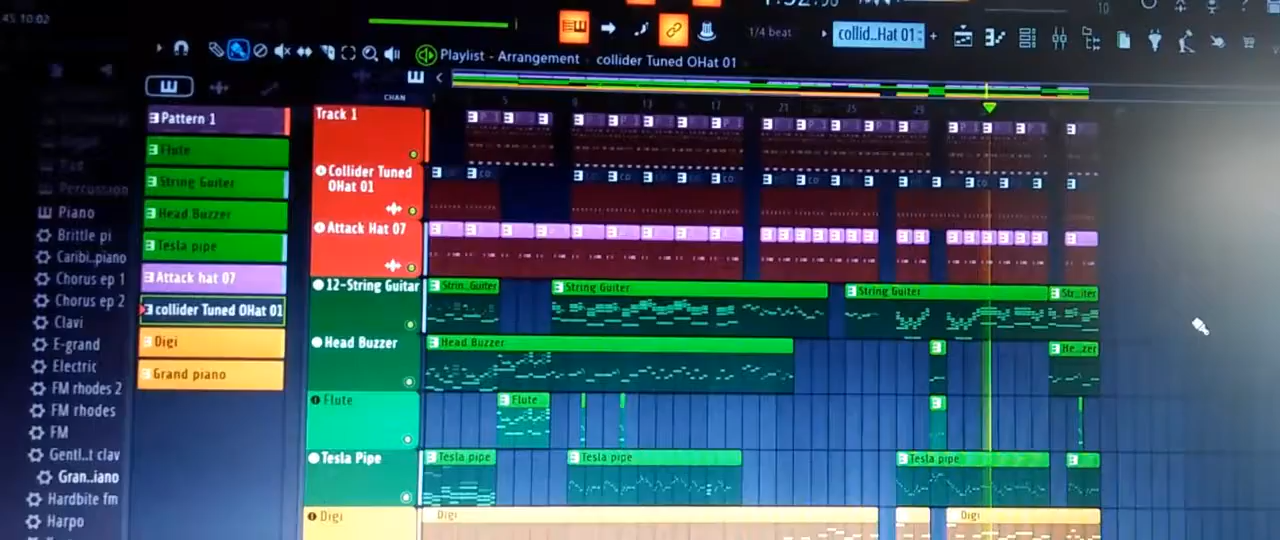 10:02
10
1/4 beat
collid..Hat 01
Playlist - Arrangement › collider Tuned OHat 01
CHAN
5
9
13
17
21
25
29
Pattern 1
Flute
String Guiter
Head Buzzer
Tesla pipe
Attack hat 07
collider Tuned OHat 01
Digi
Grand piano
Percussion
Piano
Brittle pi
Caribi..piano
Chorus ep 1
Chorus ep 2
Clavi
E-grand
Electric
FM rhodes 2
FM rhodes
FM
Gentl..t clav
Gran..iano
Hardbite fm
Harpo
Track 1
Collider Tuned
OHat 01
Attack Hat 07
12-String Guitar
Strin..Guiter
String Guiter
String Guiter
Str..iter
Head Buzzer
Head Buzzer
He..zer
Flute
Flute
Tesla Pipe
Tesla pipe
Tesla pipe
Tesla pipe
Digi
Digi
Digi